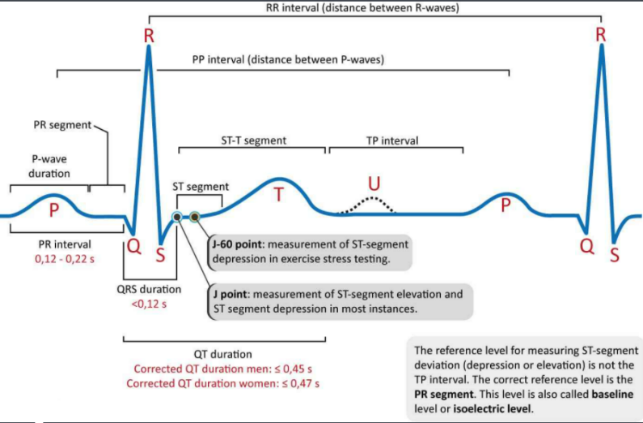 RR interval (distance between R-waves)
R
R
PP interval (distance between P-waves)
PR segment
ST-T segment
TP interval
P-wave
duration
ST segment
P
T
U
P
PR interval
0,12 - 0,22 s
Q
S
Q
S
J-60 point: measurement of ST-segment
depression in exercise stress testing.
QRS duration
<0,12 s
J point: measurement of ST-segment elevation and
ST segment depression in most instances.
QT duration
Corrected QT duration men: ≤ 0,45 s
Corrected QT duration women: ≤ 0,47 s
The reference level for measuring ST-segment
deviation (depression or elevation) is not the
TP interval. The correct reference level is the
PR segment. This level is also called baseline
level or isoelectric level.